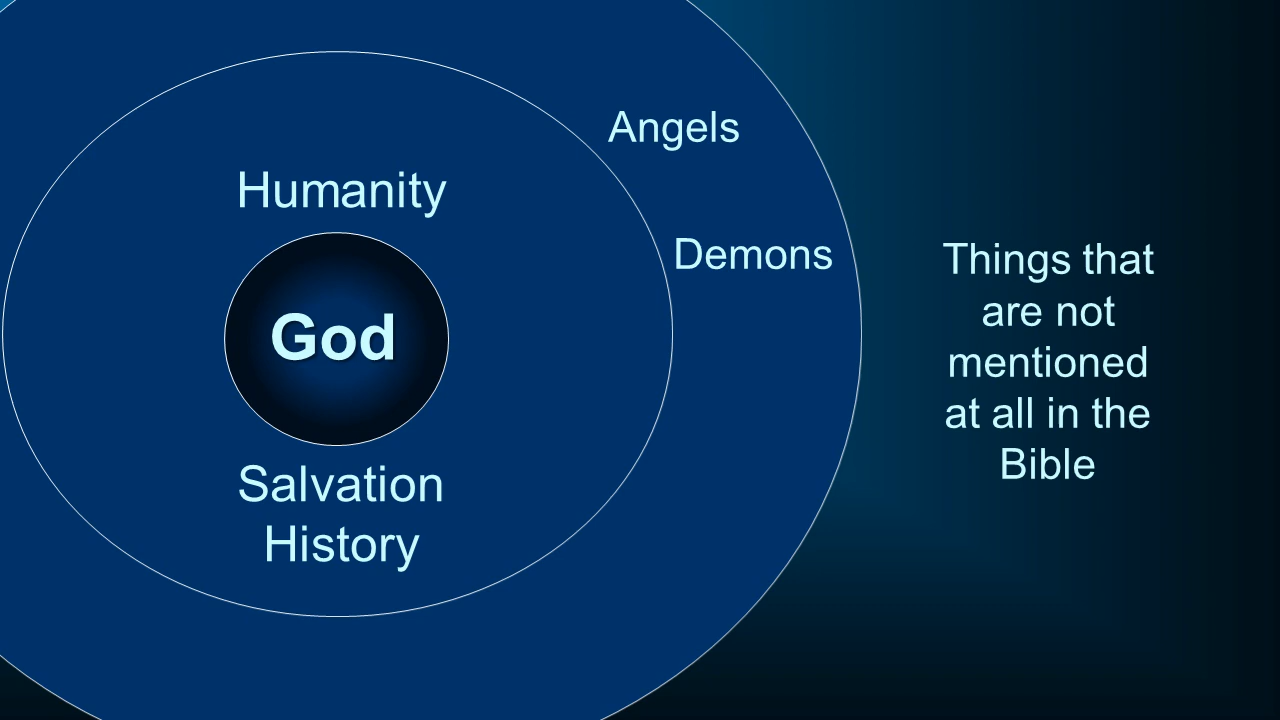 Angels
Humanity
Demons
God
Things that
are not
mentioned
at all in the
Bible
Salvation
History